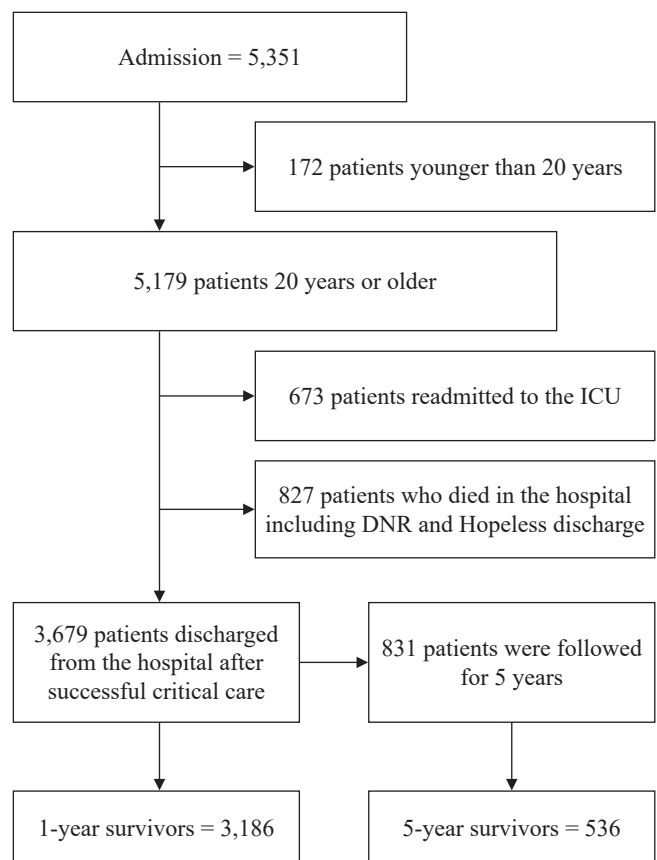 Admission = 5,351
172 patients younger than 20 years
5,179 patients 20 years or older
673 patients readmitted to the ICU
827 patients who died in the hospital
including DNR and Hopeless discharge
3,679 patients discharged
from the hospital after
successful critical care
831 patients were followed
for 5 years
1-year survivors = 3,186
5-year survivors = 536